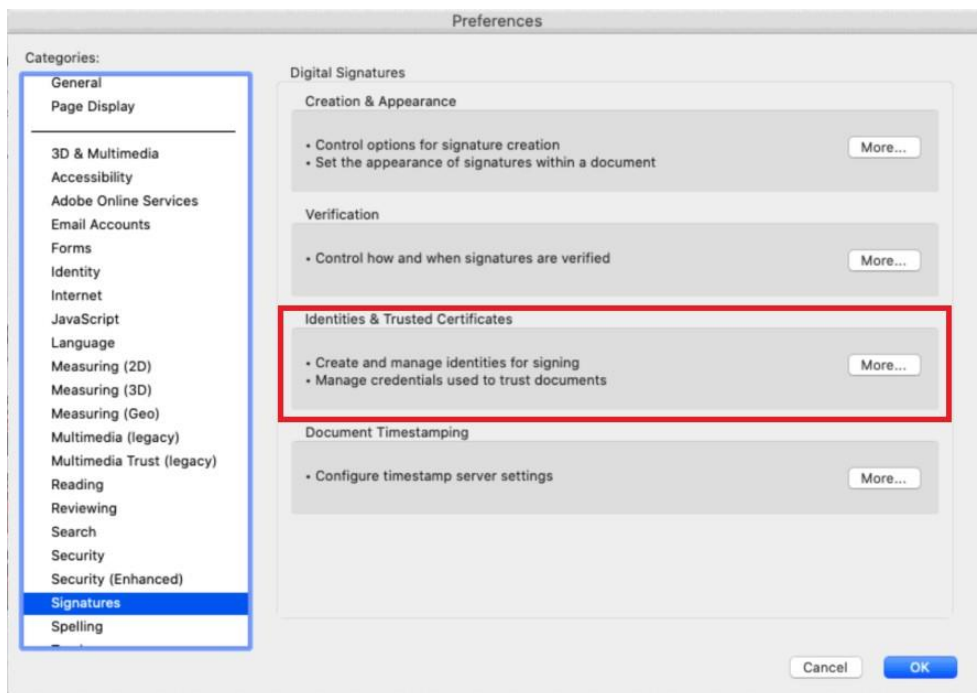 Preferences
Categories:
General
Page Display
3D & Multimedia
Accessibility
Adobe Online Services
Email Accounts
Forms
Identity
Internet
JavaScript
Language
Measuring (2D)
Measuring (3D)
Measuring (Geo)
Multimedia (legacy)
Multimedia Trust (legacy)
Reading
Reviewing
Search
Security
Security (Enhanced)
Signatures
Spelling
Digital Signatures
Creation & Appearance
• Control options for signature creation
• Set the appearance of signatures within a document
More...
Verification
• Control how and when signatures are verified
More...
Identities & Trusted Certificates
• Create and manage identities for signing
• Manage credentials used to trust documents
More...
Document Timestamping
• Configure timestamp server settings
More...
Cancel
OK